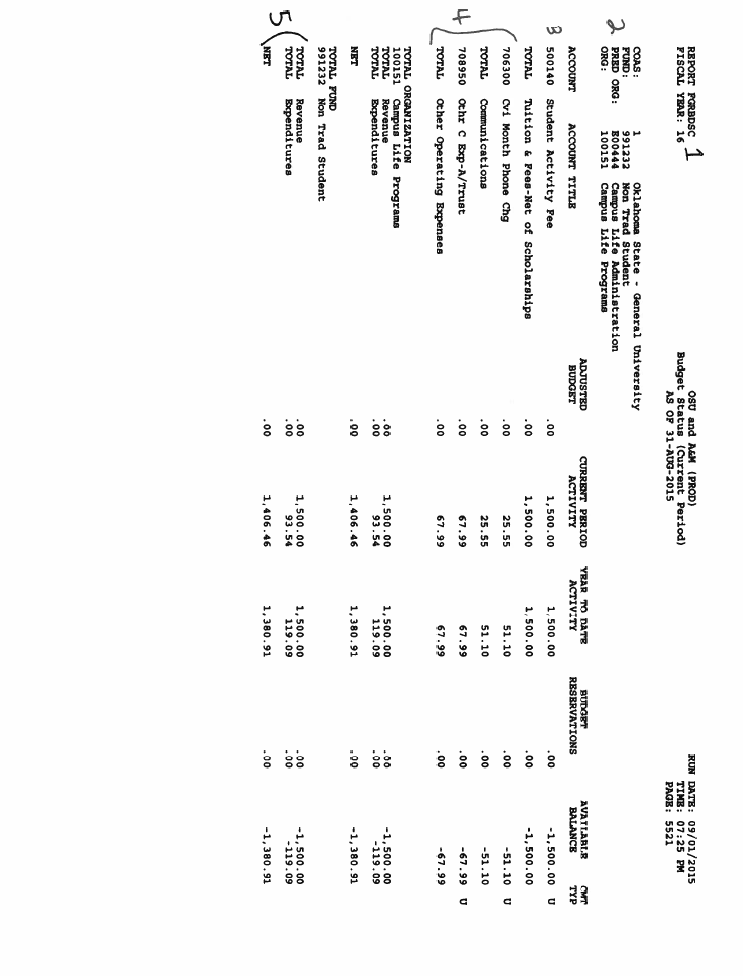 REPORT FGRBDSC 1 OSU and A&M (PROD) RUN DATE: 09/01/2015
FISCAL YEAR: 16 Budget Status (Current Period) TIME: 07:25 PM
AS OF 31-AUG-2015 PAGE: 5521
COAS: 1 Oklahoma State - General University
2 FUND: 991232 Non Trad Student
PRED ORG: E00444 Campus Life Administration
ORG: 100151 Campus Life Programs
ADJUSTED CURRENT PERIOD YEAR TO DATE BUDGET AVAILABLE CMT
ACCOUNT ACCOUNT TITLE BUDGET ACTIVITY ACTIVITY RESERVATIONS BALANCE TYP
3 500140 Student Activity Fee .00 1,500.00 1,500.00 .00 -1,500.00 U
TOTAL Tuition & Fees-Net of Scholarships .00 1,500.00 1,500.00 .00 -1,500.00
4 706300 Cvi Month Phone Chg .00 25.55 51.10 .00 -51.10 U
TOTAL Communications .00 25.55 51.10 .00 -51.10
708950 Othr C Exp-A/Trust .00 67.99 67.99 .00 -67.99 U
TOTAL Other Operating Expenses .00 67.99 67.99 .00 -67.99
TOTAL ORGANIZATION
100151 Campus Life Programs
TOTAL Revenue .00 1,500.00 1,500.00 .00 -1,500.00
TOTAL Expenditures .00 93.54 119.09 .00 -119.09
NET .00 1,406.46 1,380.91 .00 -1,380.91
TOTAL FUND
991232 Non Trad Student
5 TOTAL Revenue .00 1,500.00 1,500.00 .00 -1,500.00
TOTAL Expenditures .00 93.54 119.09 .00 -119.09
NET .00 1,406.46 1,380.91 .00 -1,380.91